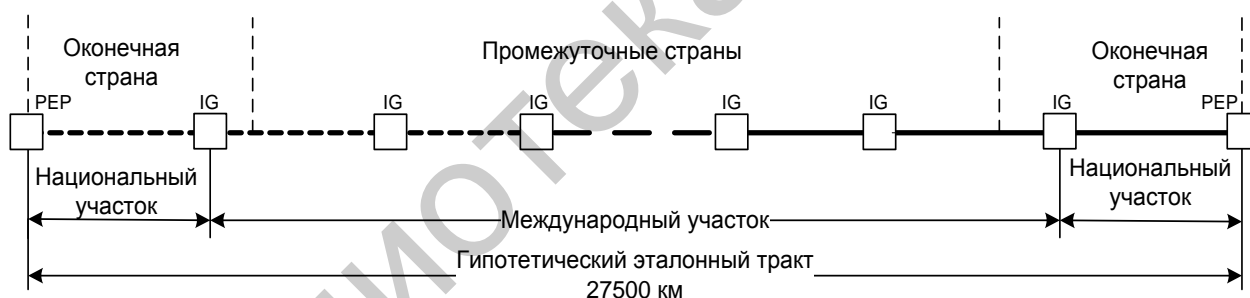 Оконечная
страна
Промежуточные страны
Оконечная
страна
PEP
IG
IG
IG
IG
IG
IG
PEP
Национальный
участок
Международный участок
Национальный
участок
Гипотетический эталонный тракт
27500 км